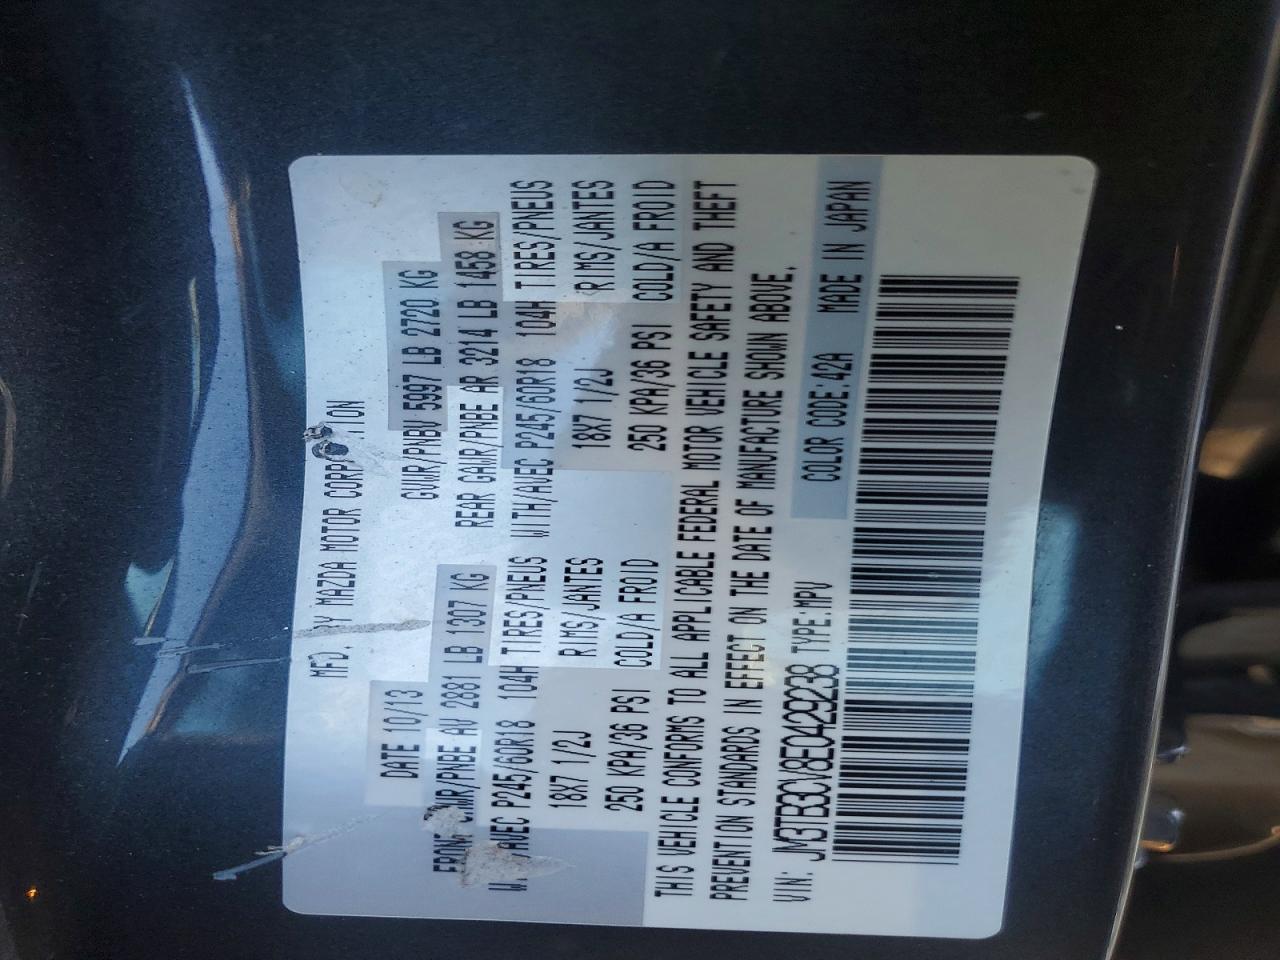 MFD. BY MAZDA MOTOR CORPORATION
DATE 10/13 GVWR/PNBV 5997 LB 2720 KG
FRONT GAWR/PNBE AV 2881 LB 1307 KG REAR GAWR/PNBE AR 3214 LB 1458 KG
WITH/AVEC P245/60R18 104H TIRES/PNEUS WITH/AVEC P245/60R18 104H TIRES/PNEUS
18X7 1/2J RIMS/JANTES 18X7 1/2J RIMS/JANTES
250 KPA/36 PSI COLD/A FROID 250 KPA/36 PSI COLD/A FROID
THIS VEHICLE CONFORMS TO ALL APPLICABLE FEDERAL MOTOR VEHICLE SAFETY AND THEFT
PREVENTION STANDARDS IN EFFECT ON THE DATE OF MANUFACTURE SHOWN ABOVE,
VIN: JM3TB3CV8E0429238 TYPE:MPV COLOR CODE:42A MADE IN JAPAN